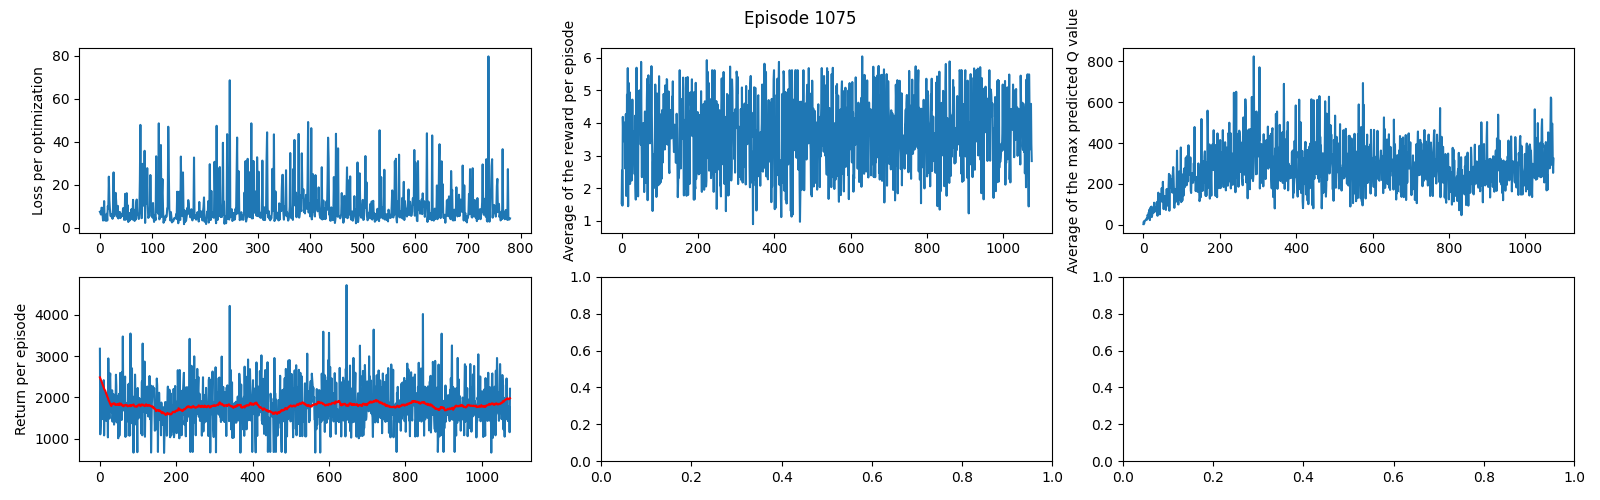 Episode 1075
Loss per optimization
80
60
40
20
0
0 100 200 300 400 500 600 700 800
Average of the reward per episode
6
5
4
3
2
1
0 200 400 600 800 1000
Average of the max predicted Q value
800
600
400
200
0
0 200 400 600 800 1000
Return per episode
4000
3000
2000
1000
0 200 400 600 800 1000
1.0
0.8
0.6
0.4
0.2
0.0
0.0 0.2 0.4 0.6 0.8 1.0
1.0
0.8
0.6
0.4
0.2
0.0
0.0 0.2 0.4 0.6 0.8 1.0